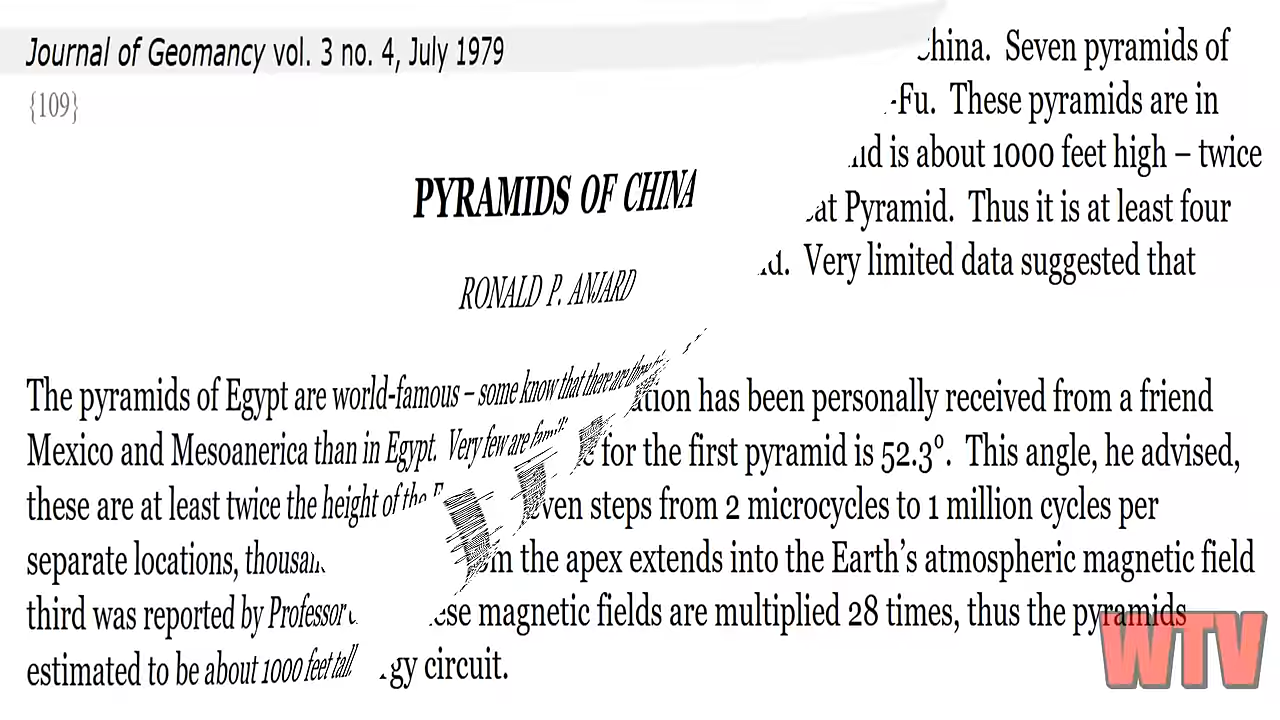 Journal of Geomancy vol. 3 no. 4, July 1979
{109}
PYRAMIDS OF CHINA
RONALD P. ANJARD
The pyramids of Egypt are world-famous – some know that there are
Mexico and Mesoanerica than in Egypt. Very few are
these are at least twice the height of the
separate locations,
third was reported by Professor
estimated to be about 1000 feet tall
China. Seven pyramids of
-Fu. These pyramids are in
is about 1000 feet high – twice
Pyramid. Thus it is at least four
Very limited data suggested that
has been personally received from a friend
for the first pyramid is 52.3°. This angle, he advised,
steps from 2 microcycles to 1 million cycles per
the apex extends into the Earth's atmospheric magnetic field
magnetic fields are multiplied 28 times, thus the pyramids
circuit.
WTV